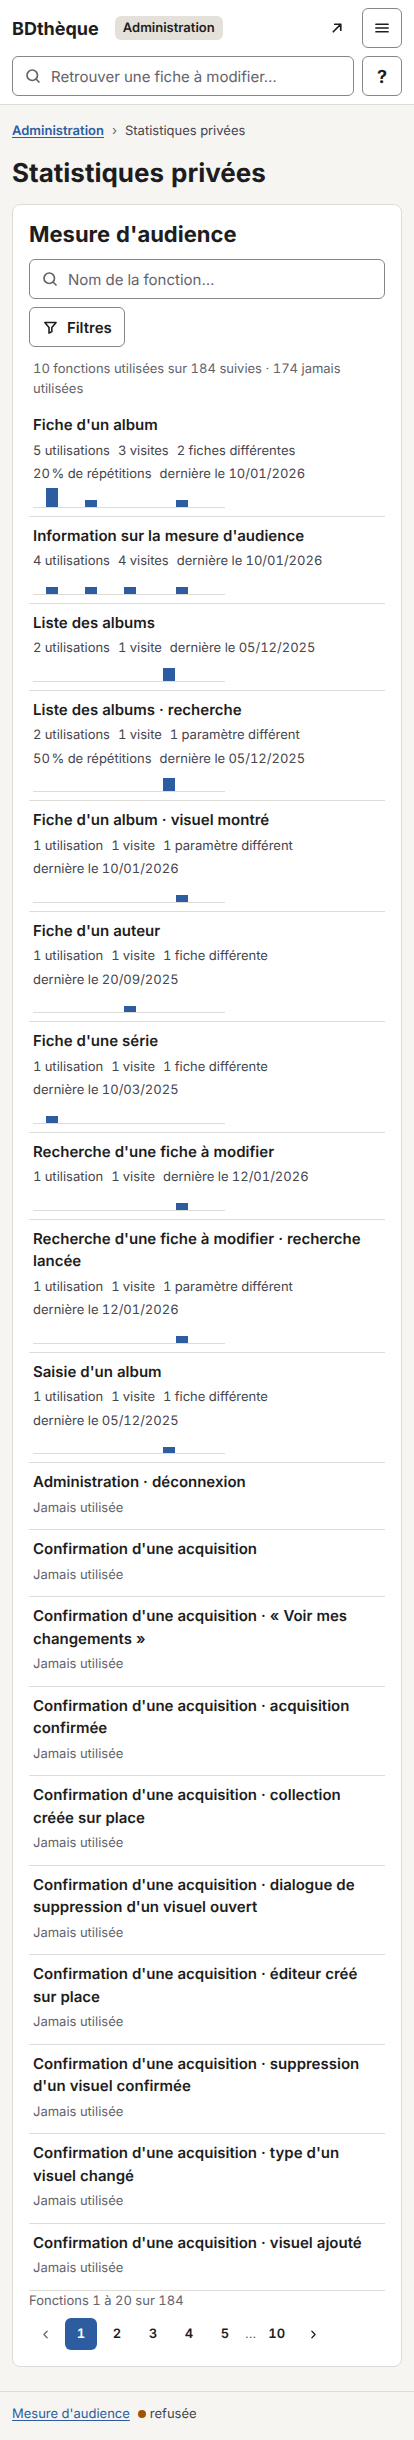 BDthèque Administration
Retrouver une fiche à modifier... ?
Administration › Statistiques privées
Statistiques privées
Mesure d'audience
Nom de la fonction...
Filtres
10 fonctions utilisées sur 184 suivies · 174 jamais
utilisées
Fiche d'un album
5 utilisations 3 visites 2 fiches différentes
20 % de répétitions dernière le 10/01/2026
Information sur la mesure d'audience
4 utilisations 4 visites dernière le 10/01/2026
Liste des albums
2 utilisations 1 visite dernière le 05/12/2025
Liste des albums · recherche
2 utilisations 1 visite 1 paramètre différent
50 % de répétitions dernière le 05/12/2025
Fiche d'un album · visuel montré
1 utilisation 1 visite 1 paramètre différent
dernière le 10/01/2026
Fiche d'un auteur
1 utilisation 1 visite 1 fiche différente
dernière le 20/09/2025
Fiche d'une série
1 utilisation 1 visite 1 fiche différente
dernière le 10/03/2025
Recherche d'une fiche à modifier
1 utilisation 1 visite dernière le 12/01/2026
Recherche d'une fiche à modifier · recherche
lancée
1 utilisation 1 visite 1 paramètre différent
dernière le 12/01/2026
Saisie d'un album
1 utilisation 1 visite 1 fiche différente
dernière le 05/12/2025
Administration · déconnexion
Jamais utilisée
Confirmation d'une acquisition
Jamais utilisée
Confirmation d'une acquisition · « Voir mes
changements »
Jamais utilisée
Confirmation d'une acquisition · acquisition
confirmée
Jamais utilisée
Confirmation d'une acquisition · collection
créée sur place
Jamais utilisée
Confirmation d'une acquisition · dialogue de
suppression d'un visuel ouvert
Jamais utilisée
Confirmation d'une acquisition · éditeur créé
sur place
Jamais utilisée
Confirmation d'une acquisition · suppression
d'un visuel confirmée
Jamais utilisée
Confirmation d'une acquisition · type d'un
visuel changé
Jamais utilisée
Confirmation d'une acquisition · visuel ajouté
Jamais utilisée
Fonctions 1 à 20 sur 184
‹ 1 2 3 4 5 ... 10 ›
Mesure d'audience refusée